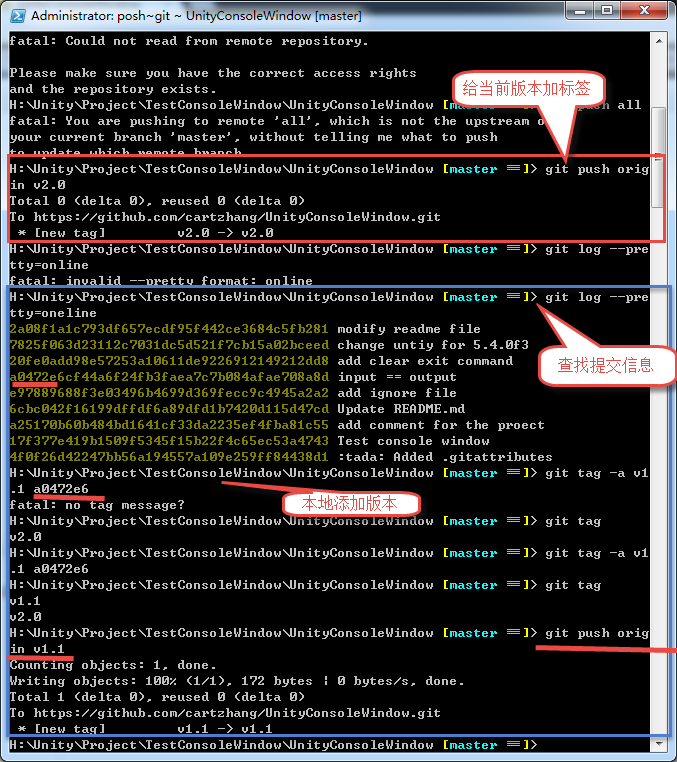 Administrator: posh~git ~ UnityConsoleWindow [master]
fatal: Could not read from remote repository.
Please make sure you have the correct access rights
and the repository exists.
给当前版本加标签
H:\Unity\Project\TestConsoleWindow\UnityConsoleWindow [master push all
fatal: You are pushing to remote 'all', which is not the upstream
your current branch 'master', without telling me what to push
to update which remote branch.
H:\Unity\Project\TestConsoleWindow\UnityConsoleWindow [master ≡]> git push orig
in v2.0
Total 0 (delta 0), reused 0 (delta 0)
To https://github.com/cartzhang/UnityConsoleWindow.git
* [new tag] v2.0 -> v2.0
H:\Unity\Project\TestConsoleWindow\UnityConsoleWindow [master ≡]> git log --pre
tty=online
fatal: invalid --pretty format: online
H:\Unity\Project\TestConsoleWindow\UnityConsoleWindow [master ≡]> git log --pre
tty=oneline
2a08f1a1c793df657ecdf95f442ce3684c5fb281 modify readme file
7825f063d23112c7031dc5d521f7cb15a02bceed change untiy for 5.4.0f3
20fe0add98e57253a10611de9226912149212dd8 add clear exit command
查找提交信息
a0472e6cf44a6f24fb3faea7c7b084afae708a8d input == output
e97889688f3e03496b4699d369fecc9c4945a2a2 add ignore file
6cbc042f16199dffdf6a89dfd1b7420d115d47cd Update README.md
a25170b60b484bd1641cf33da2235ef4fba81c55 add comment for the proect
17f377e419b1509f5345f15b22f4c65ec53a4743 Test console window
4f0f26d42247bb56a194557a109e259ff84438d1 :tada: Added .gitattributes
H:\Unity\Project\TestConsoleWindow\UnityConsoleWindow [master ≡]> git tag -a v1
.1 a0472e6
本地添加版本
fatal: no tag message?
H:\Unity\Project\TestConsoleWindow\UnityConsoleWindow [master ≡]> git tag
v2.0
H:\Unity\Project\TestConsoleWindow\UnityConsoleWindow [master ≡]> git tag -a v1
.1 a0472e6
H:\Unity\Project\TestConsoleWindow\UnityConsoleWindow [master ≡]> git tag
v1.1
v2.0
H:\Unity\Project\TestConsoleWindow\UnityConsoleWindow [master ≡]> git push orig
in v1.1
Counting objects: 1, done.
Writing objects: 100% (1/1), 172 bytes | 0 bytes/s, done.
Total 1 (delta 0), reused 0 (delta 0)
To https://github.com/cartzhang/UnityConsoleWindow.git
* [new tag] v1.1 -> v1.1
H:\Unity\Project\TestConsoleWindow\UnityConsoleWindow [master ≡]>